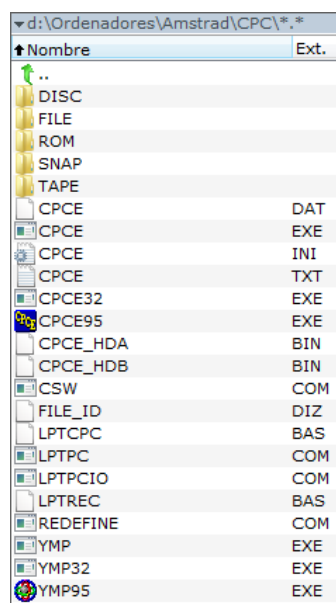 d:\Ordenadores\Amstrad\CPC\*.*
Nombre Ext.
..
DISC
FILE
ROM
SNAP
TAPE
CPCE DAT
CPCE EXE
CPCE INI
CPCE TXT
CPCE32 EXE
CPCE95 EXE
CPCE_HDA BIN
CPCE_HDB BIN
CSW COM
FILE_ID DIZ
LPTCPC BAS
LPTPC COM
LPTPCIO COM
LPTREC BAS
REDEFINE COM
YMP EXE
YMP32 EXE
YMP95 EXE